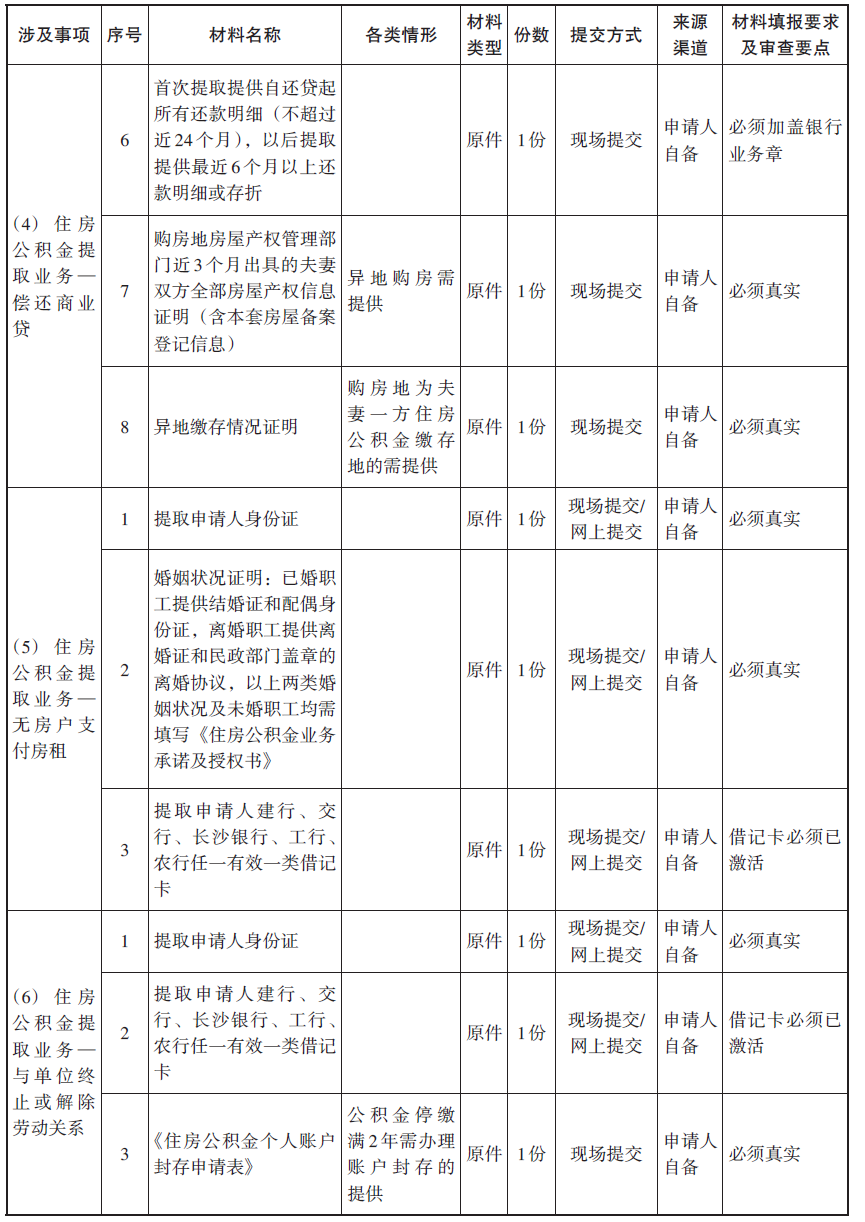 涉及事项 序号 材料名称 各类情形 材料类型 份数 提交方式 来源渠道 材料填报要求及审查要点
(4)住房
公积金提
取业务—
偿还商业
贷
6
首次提取提供自还贷起
所有还款明细（不超过
近24个月），以后提取
提供最近6个月以上还
款明细或存折
原件
1份
现场提交
申请人
自备
必须加盖银行
业务章
7
购房地房屋产权管理部
门近3个月出具的夫妻
双方全部房屋产权信息
证明（含本套房屋备案
登记信息）
异地购房需
提供
原件
1份
现场提交
申请人
自备
必须真实
8
异地缴存情况证明
购房地为夫
妻一方住房
公积金缴存
地的需提供
原件
1份
现场提交
申请人
自备
必须真实
(5)住房
公积金提
取业务—
无房户支
付房租
1
提取申请人身份证
原件
1份
现场提交/
网上提交
申请人
自备
必须真实
2
婚姻状况证明：已婚职
工提供结婚证和配偶身
份证，离婚职工提供离
婚证和民政部门盖章的
离婚协议，以上两类婚
姻状况及未婚职工均需
填写《住房公积金业务
承诺及授权书》
原件
1份
现场提交/
网上提交
申请人
自备
必须真实
3
提取申请人建行、交
行、长沙银行、工行、
农行任一有效一类借记
卡
原件
1份
现场提交/
网上提交
申请人
自备
借记卡必须已
激活
(6)住房
公积金提
取业务—
与单位终
止或解除
劳动关系
1
提取申请人身份证
原件
1份
现场提交/
网上提交
申请人
自备
必须真实
2
提取申请人建行、交
行、长沙银行、工行、
农行任一有效一类借记
卡
原件
1份
现场提交/
网上提交
申请人
自备
借记卡必须已
激活
3
《住房公积金个人账户
封存申请表》
公积金停缴
满2年需办理
账户封存的
提供
原件
1份
现场提交
申请人
自备
必须真实